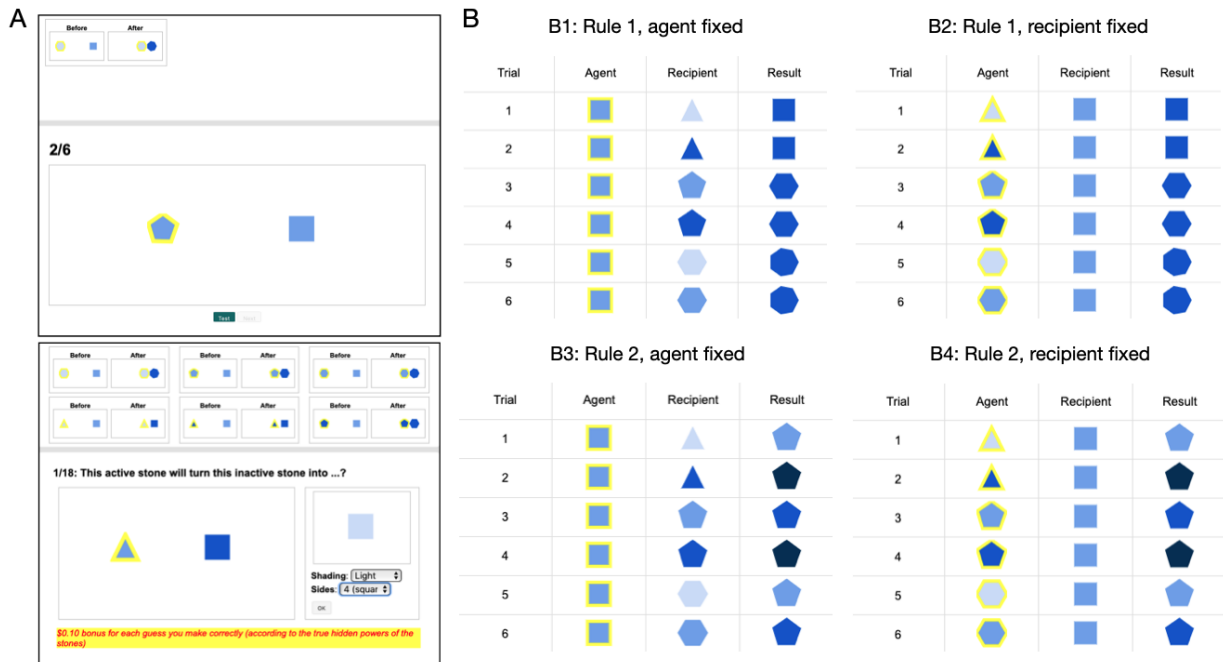 A
Before After
2/6
Test
Before After Before After Before After
Before After Before After Before After
1/18: This active stone will turn this inactive stone into ...?
Shading: Light
Sides: 4 (squar
OK
$0.10 bonus for each guess you make correctly (according to the true hidden powers of the
stones)
B
B1: Rule 1, agent fixed
Trial Agent Recipient Result
1
2
3
4
5
6
B2: Rule 1, recipient fixed
Trial Agent Recipient Result
1
2
3
4
5
6
B3: Rule 2, agent fixed
Trial Agent Recipient Result
1
2
3
4
5
6
B4: Rule 2, recipient fixed
Trial Agent Recipient Result
1
2
3
4
5
6